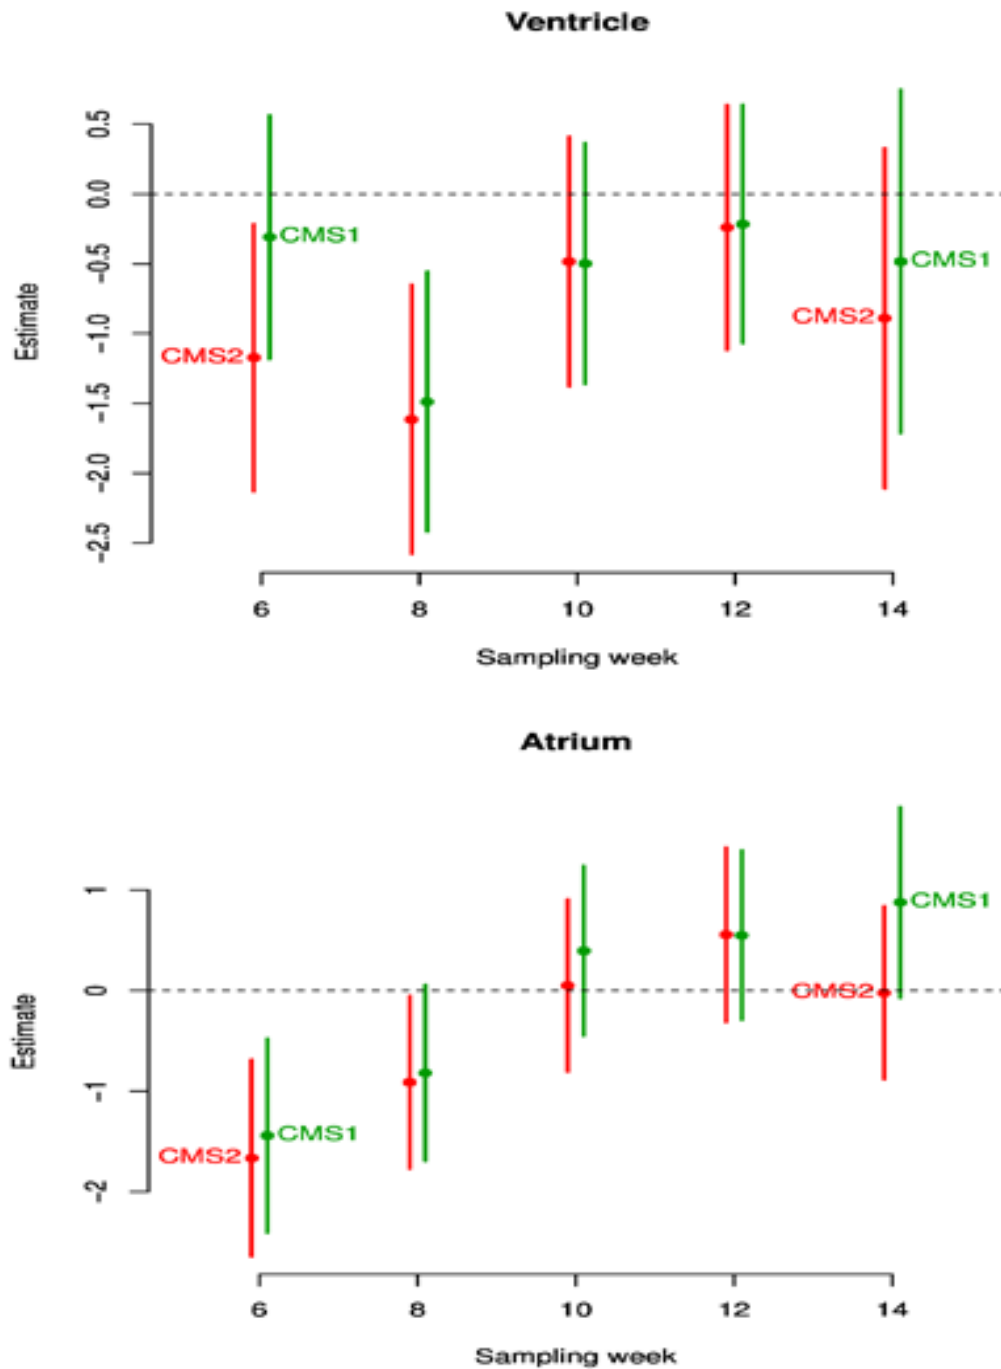 Ventricle
0.5
0.0
CMS1
CMS1
-0.5
Estimate
CMS2
-1.0
CMS2
-1.5
-2.0
-2.5
6 8 10 12 14
Sampling week
Atrium
1
CMS1
0
CMS2
Estimate
-1
CMS1
CMS2
-2
6 8 10 12 14
Sampling week